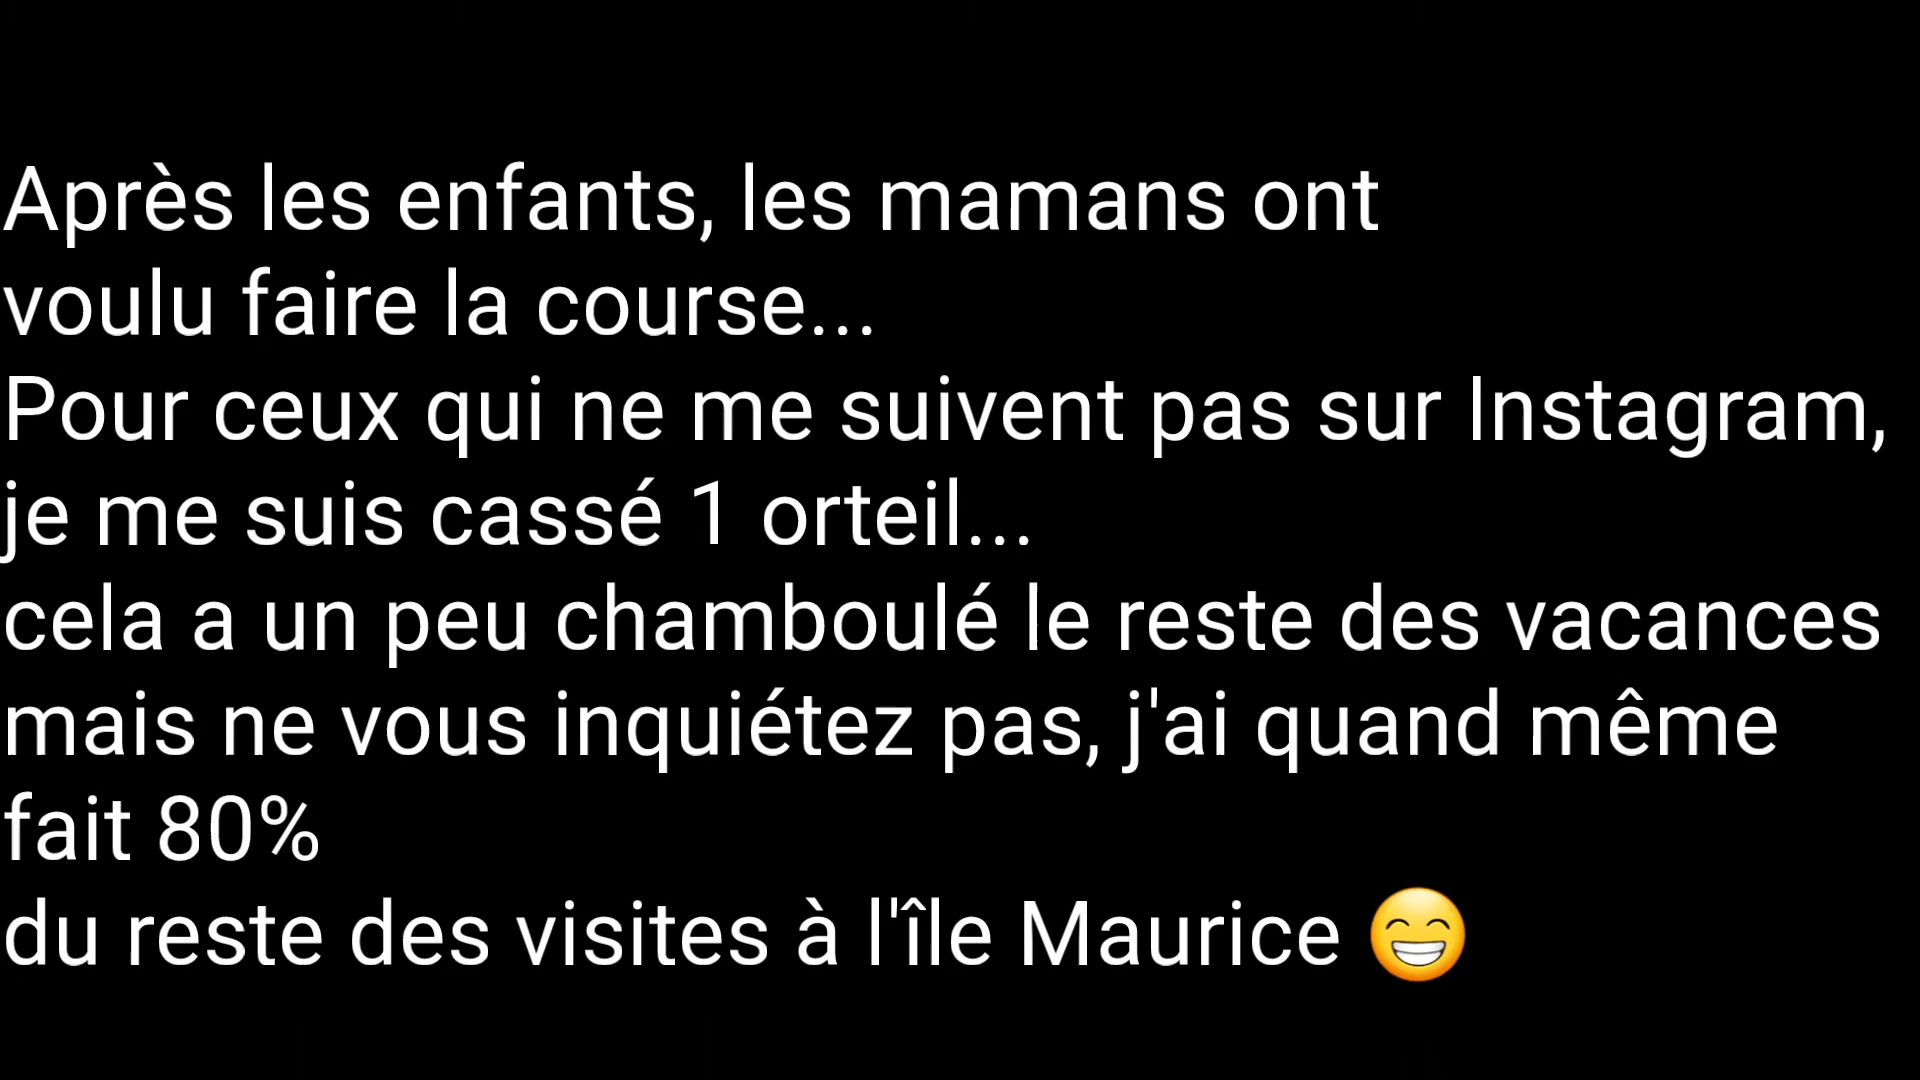 Après les enfants, les mamans ont
voulu faire la course...
Pour ceux qui ne me suivent pas sur Instagram,
je me suis cassé 1 orteil...
cela a un peu chamboulé le reste des vacances
mais ne vous inquiétez pas, j'ai quand même
fait 80%
du reste des visites à l'île Maurice 😁